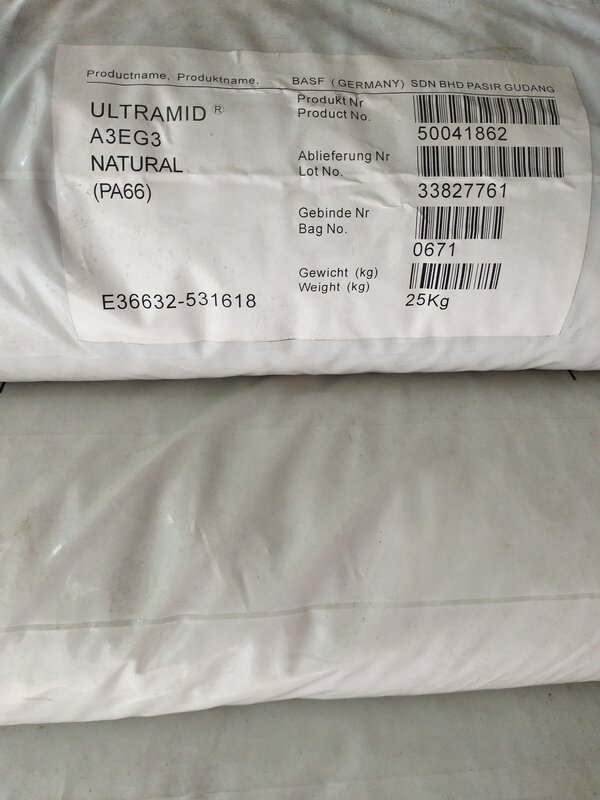 Productname, Produktname, BASF (GERMANY) SDN BHD PASIR GUDANG
ULTRAMID ®
A3EG3
NATURAL
(PA66)
E36632-531618
Produkt Nr
Product No.
50041862
Ablieferung Nr
Lot No.
33827761
Gebinde Nr
Bag No.
0671
Gewicht (kg)
Weight (kg)
25Kg